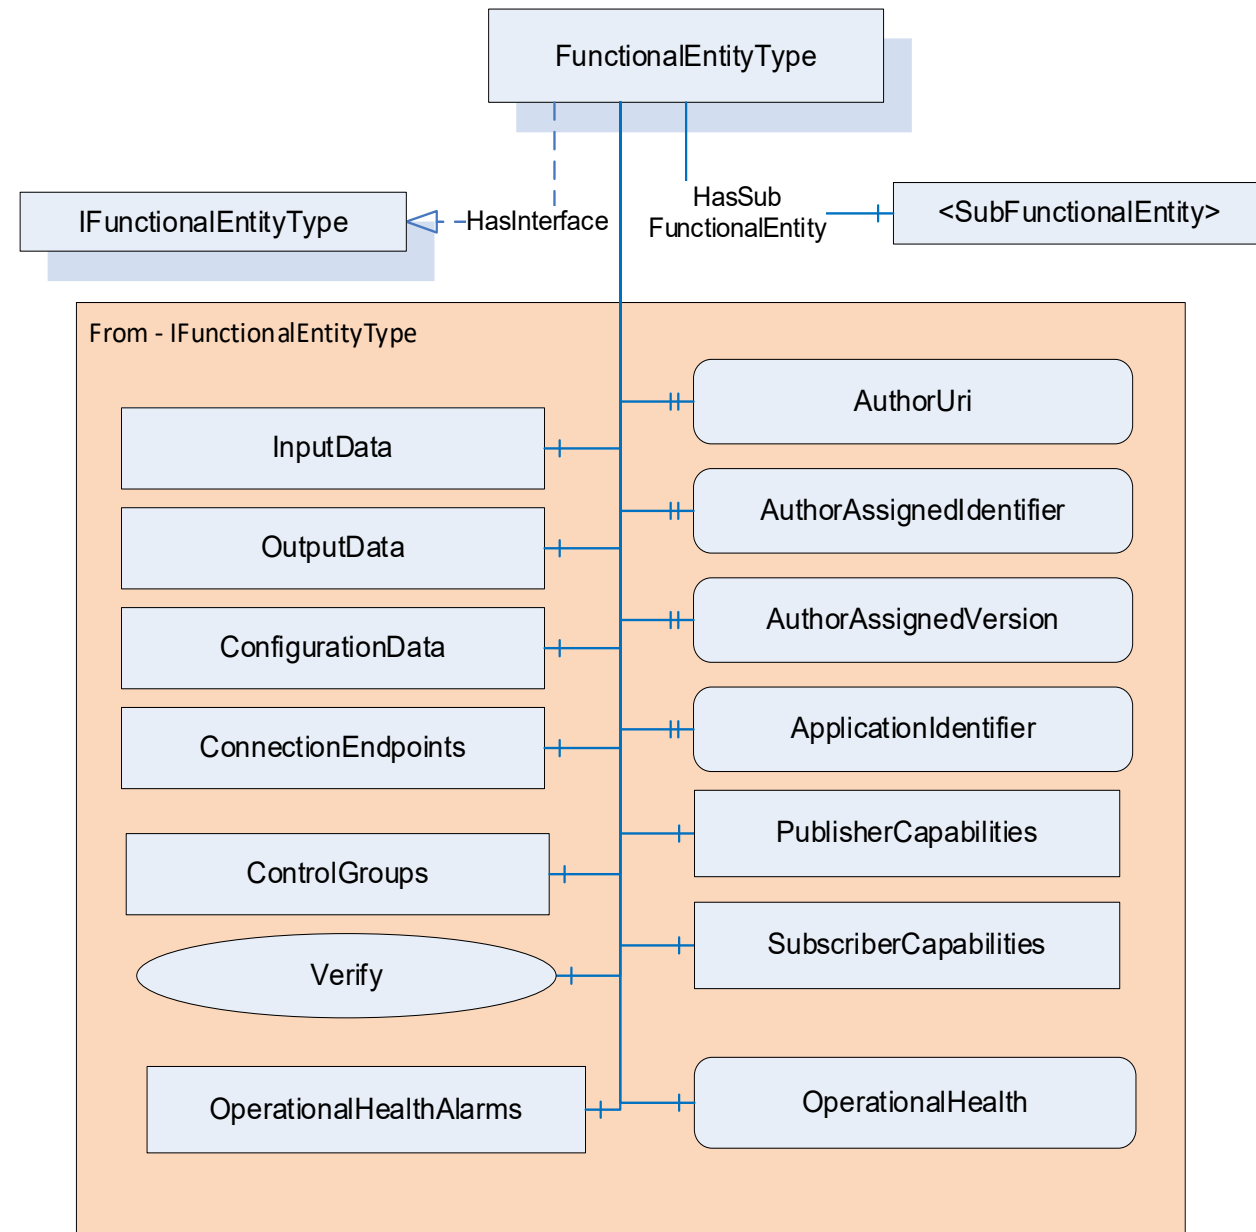 FunctionalEntityType
IFunctionalEntityType
HasInterface
HasSub
FunctionalEntity
<SubFunctionalEntity>
From - IFunctionalEntityType
InputData
OutputData
ConfigurationData
ConnectionEndpoints
ControlGroups
Verify
OperationalHealthAlarms
AuthorUri
AuthorAssignedIdentifier
AuthorAssignedVersion
ApplicationIdentifier
PublisherCapabilities
SubscriberCapabilities
OperationalHealth